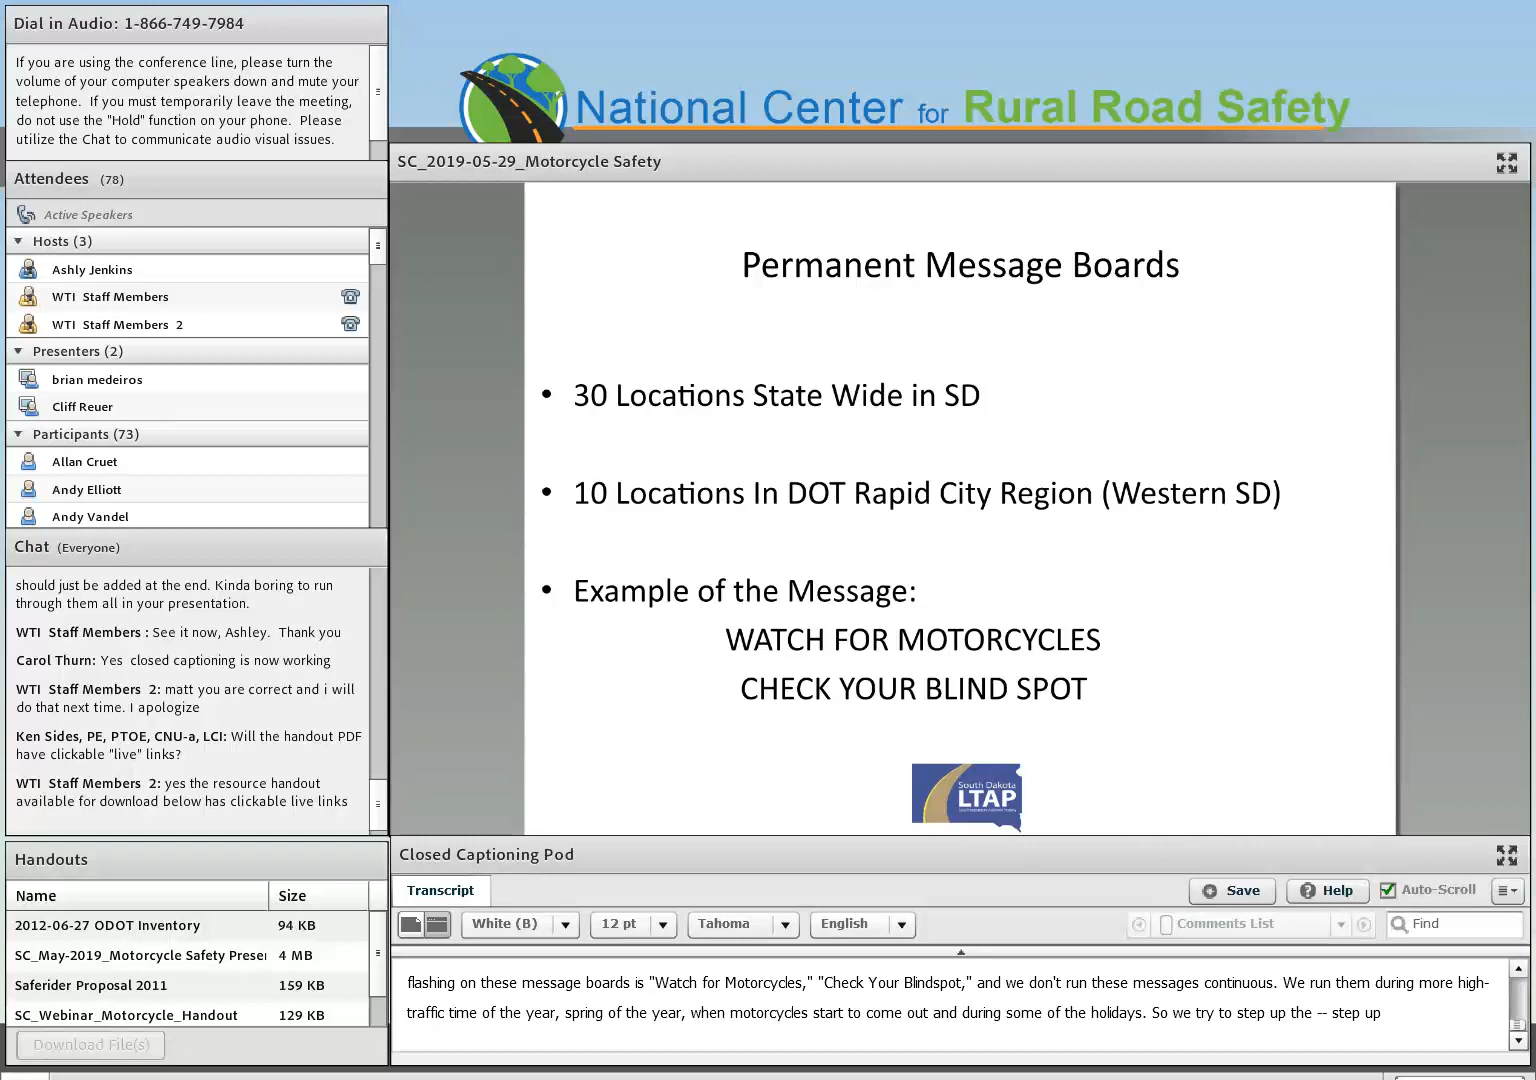 Dial in Audio: 1-866-749-7984
If you are using the conference line, please turn the
volume of your computer speakers down and mute your
telephone. If you must temporarily leave the meeting,
do not use the "Hold" function on your phone. Please
utilize the Chat to communicate audio visual issues.
Attendees (78)
Active Speakers
Hosts (3)
Ashly Jenkins
WTI Staff Members
WTI Staff Members 2
Presenters (2)
brian medeiros
Cliff Reuer
Participants (73)
Allan Cruet
Andy Elliott
Andy Vandel
Chat (Everyone)
should just be added at the end. Kinda boring to run
through them all in your presentation.
WTI Staff Members : See it now, Ashley. Thank you
Carol Thurn: Yes closed captioning is now working
WTI Staff Members 2: matt you are correct and i will
do that next time. I apologize
Ken Sides, PE, PTOE, CNU-a, LCI: Will the handout PDF
have clickable "live" links?
WTI Staff Members 2: yes the resource handout
available for download below has clickable live links
Handouts
Name Size
2012-06-27 ODOT Inventory 94 KB
SC_May-2019_Motorcycle Safety Presei 4 MB
Saferider Proposal 2011 159 KB
SC_Webinar_Motorcycle_Handout 129 KB
Download File(s)
National Center for Rural Road Safety
SC_2019-05-29_Motorcycle Safety
Permanent Message Boards
• 30 Locations State Wide in SD
• 10 Locations In DOT Rapid City Region (Western SD)
• Example of the Message:
WATCH FOR MOTORCYCLES
CHECK YOUR BLIND SPOT
South Dakota
LTAP
Closed Captioning Pod
Transcript Save Help Auto-Scroll
White (B) 12 pt Tahoma English Comments List Find
flashing on these message boards is "Watch for Motorcycles," "Check Your Blindspot," and we don't run these messages continuous. We run them during more high-
traffic time of the year, spring of the year, when motorcycles start to come out and during some of the holidays. So we try to step up the -- step up